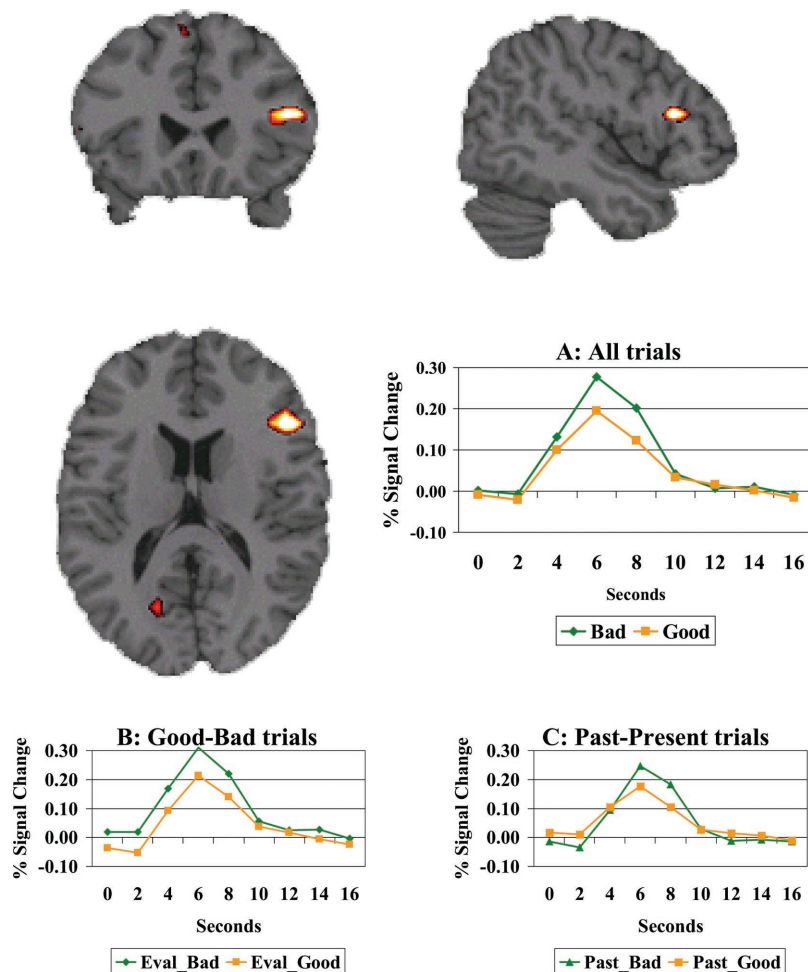 A: All trials
% Signal Change
0.30
0.20
0.10
0.00
-0.10
0 2 4 6 8 10 12 14 16
Seconds
Bad Good
B: Good-Bad trials
% Signal Change
0.30
0.20
0.10
0.00
-0.10
0 2 4 6 8 10 12 14 16
Seconds
Eval_Bad Eval_Good
C: Past-Present trials
% Signal Change
0.30
0.20
0.10
0.00
-0.10
0 2 4 6 8 10 12 14 16
Seconds
Past_Bad Past_Good